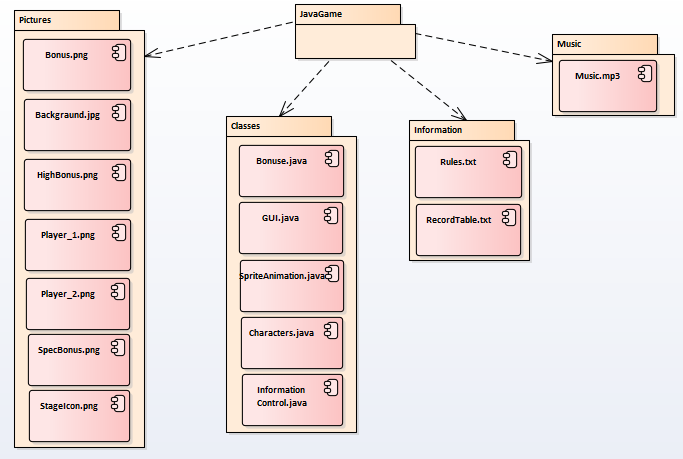 Pictures
Bonus.png
Backgraund.jpg
HighBonus.png
Player_1.png
Player_2.png
SpecBonus.png
StageIcon.png
JavaGame
Classes
Bonuse.java
GUI.java
SpriteAnimation.java
Characters.java
Information
Control.java
Information
Rules.txt
RecordTable.txt
Music
Music.mp3